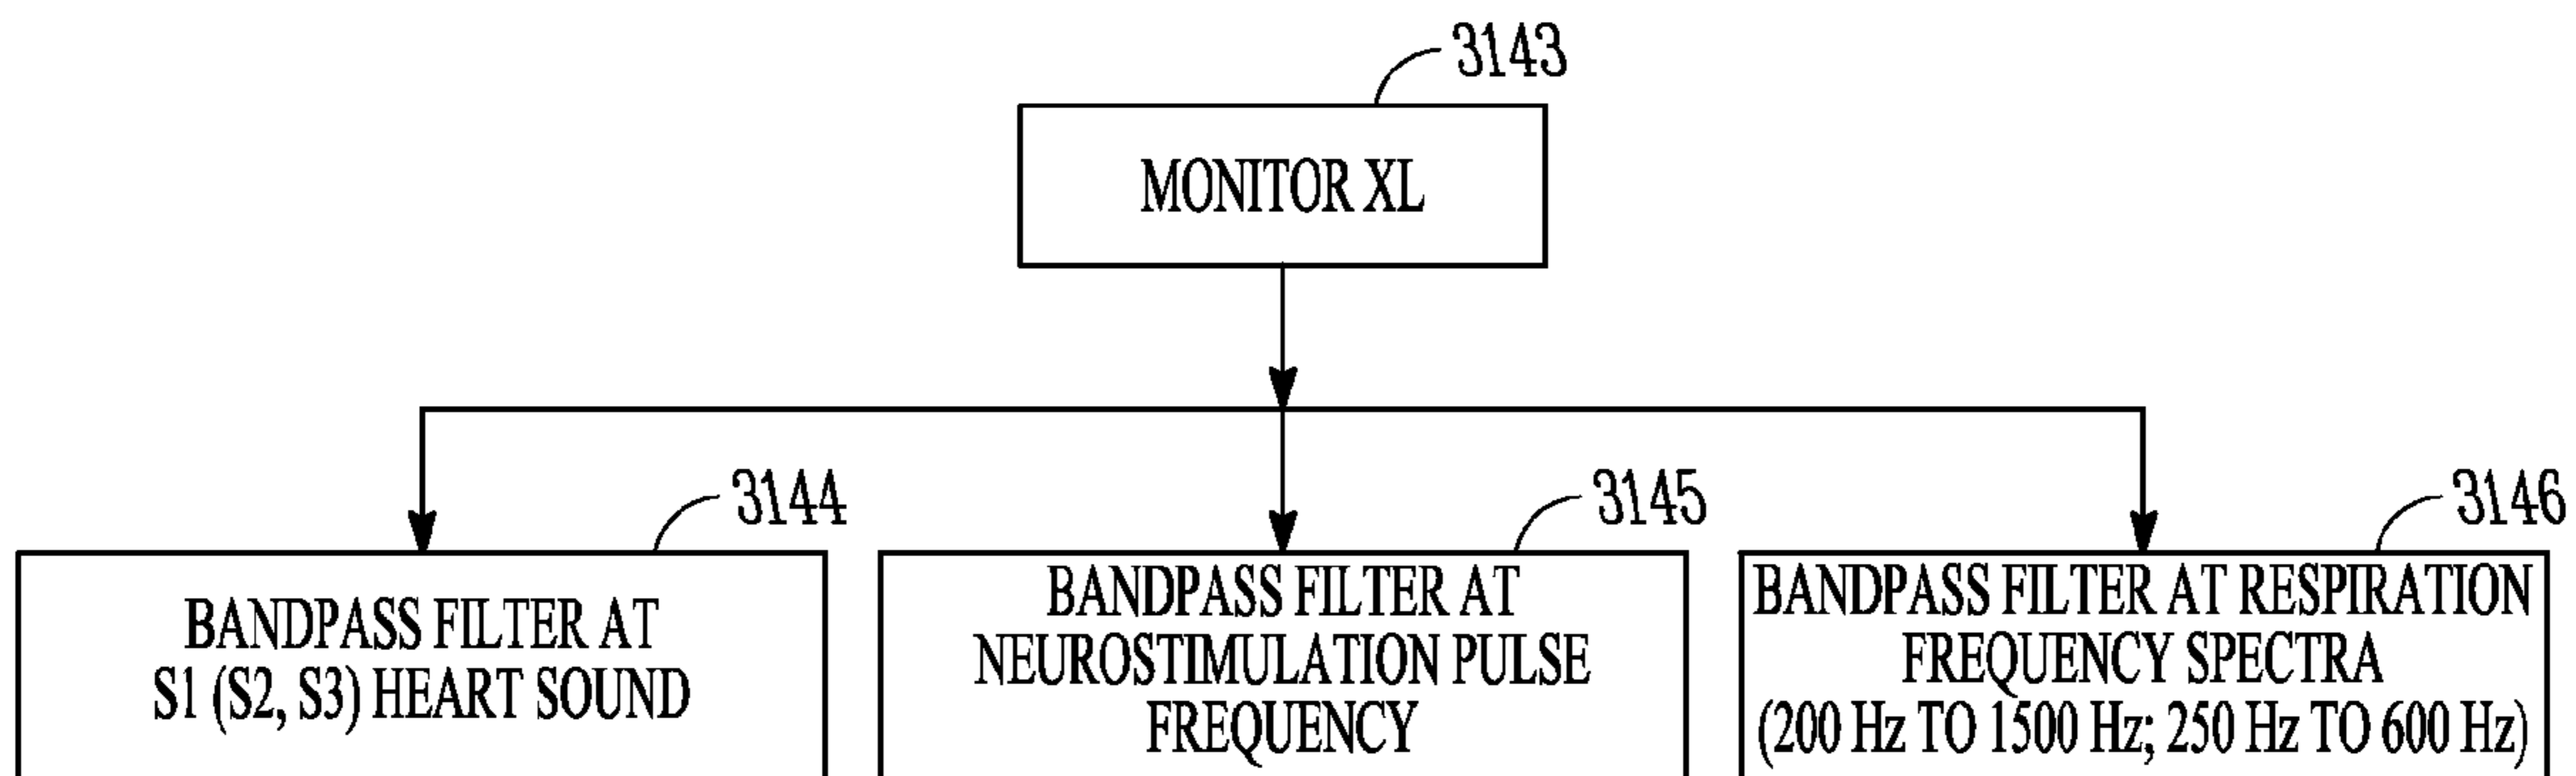 3143
MONITOR XL
3144
3145
3146
BANDPASS FILTER AT
S1 (S2, S3) HEART SOUND
BANDPASS FILTER AT
NEUROSTIMULATION PULSE
FREQUENCY
BANDPASS FILTER AT RESPIRATION
FREQUENCY SPECTRA
(200 Hz TO 1500 Hz; 250 Hz TO 600 Hz)